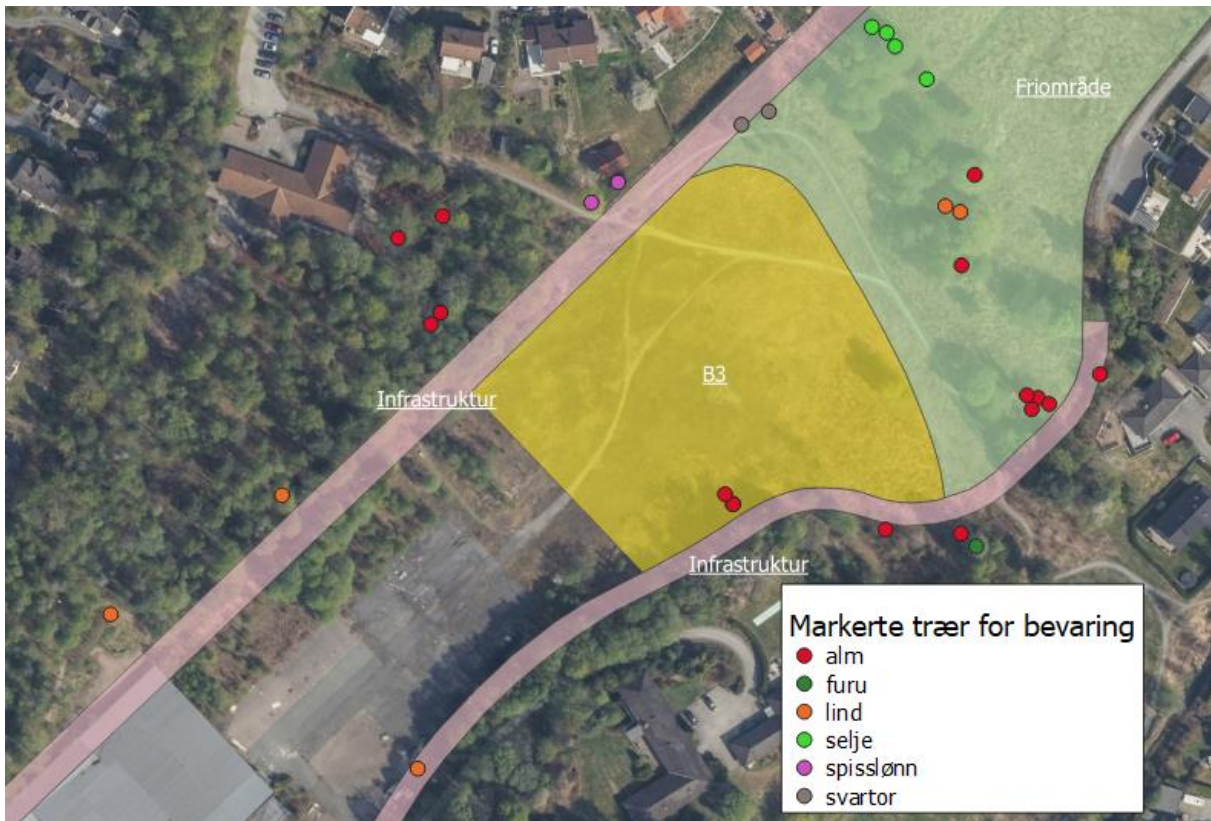 Friområde
B3
Infrastruktur
Infrastruktur
Markerte trær for bevaring
alm
furu
lind
selje
spisslønn
svartor